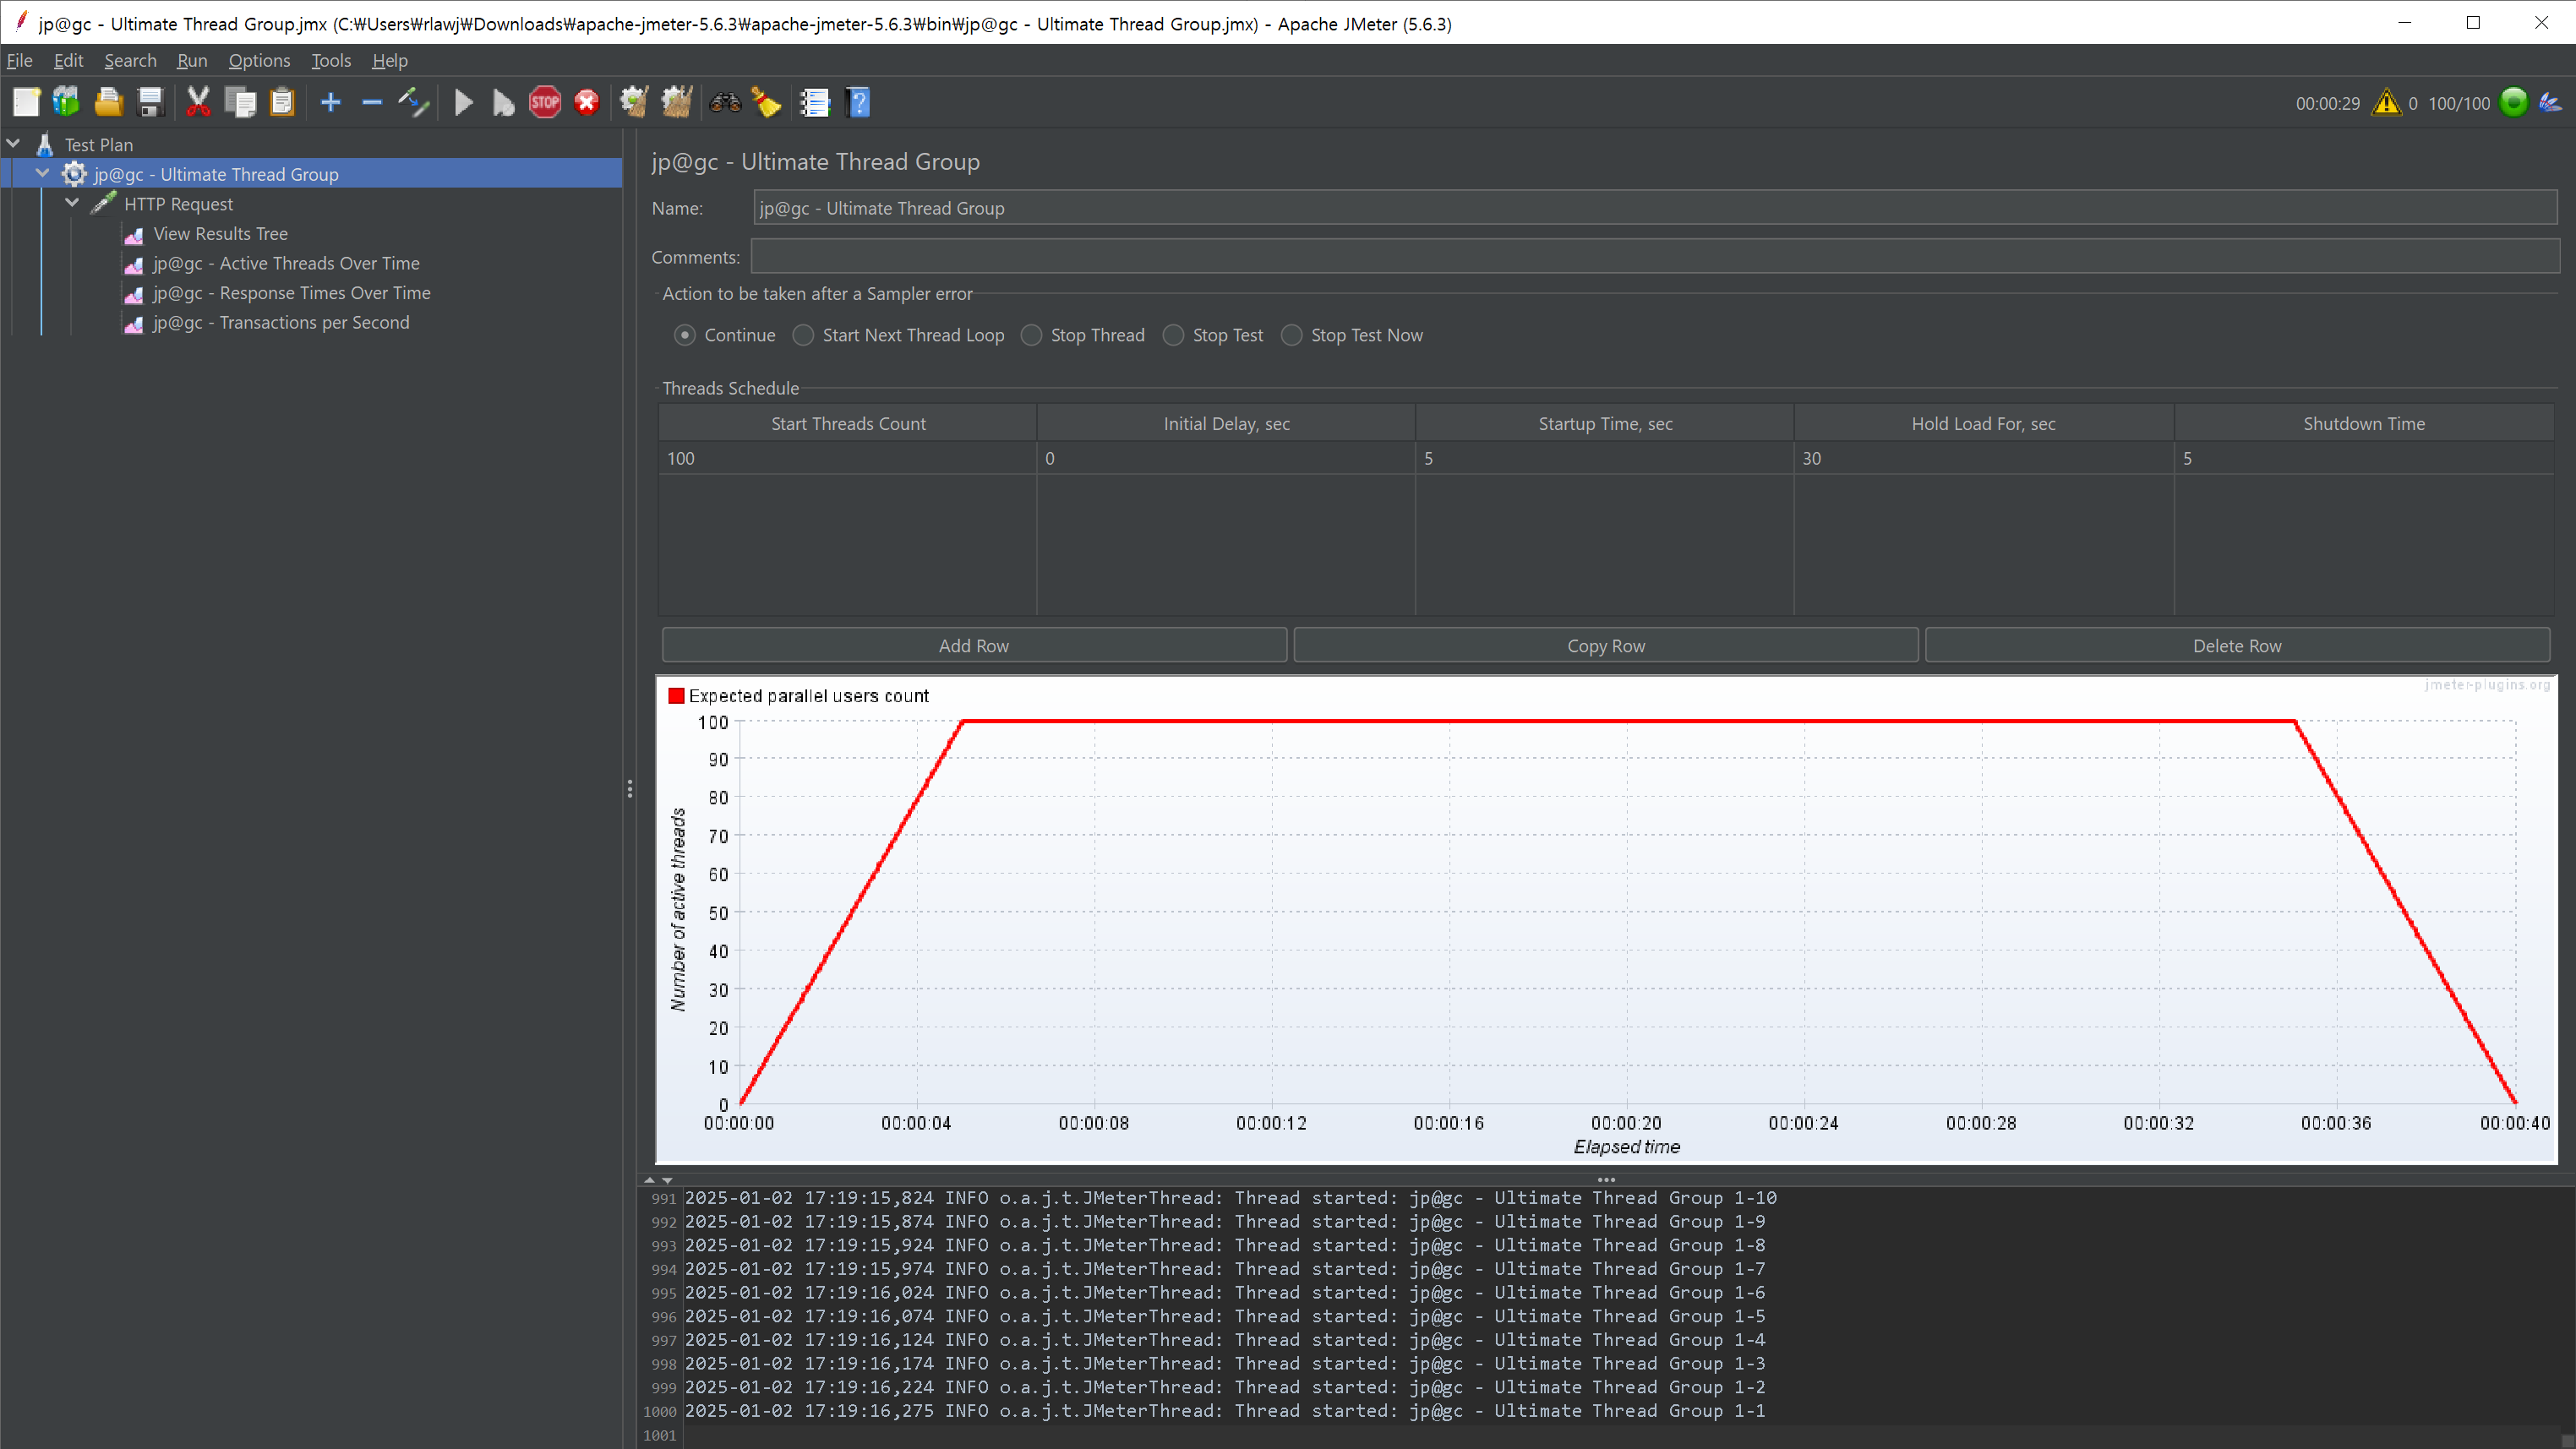 jp@gc - Ultimate Thread Group.jmx (C:₩Users₩rlawj₩Downloads₩apache-jmeter-5.6.3₩apache-jmeter-5.6.3₩bin₩jp@gc - Ultimate Thread Group.jmx) - Apache JMeter (5.6.3)
File Edit Search Run Options Tools Help
STOP ? 00:00:29 0 100/100
Test Plan
jp@gc - Ultimate Thread Group
HTTP Request
View Results Tree
jp@gc - Active Threads Over Time
jp@gc - Response Times Over Time
jp@gc - Transactions per Second
jp@gc - Ultimate Thread Group
Name: jp@gc - Ultimate Thread Group
Comments:
Action to be taken after a Sampler error
Continue Start Next Thread Loop Stop Thread Stop Test Stop Test Now
Threads Schedule
Start Threads Count Initial Delay, sec Startup Time, sec Hold Load For, sec Shutdown Time
100 0 5 30 5
Add Row Copy Row Delete Row
Expected parallel users count
jmeter-plugins.org
100
90
80
70
60
50
40
30
20
10
0
Number of active threads
00:00:00 00:00:04 00:00:08 00:00:12 00:00:16 00:00:20 00:00:24 00:00:28 00:00:32 00:00:36 00:00:40
Elapsed time
991 2025-01-02 17:19:15,824 INFO o.a.j.t.JMeterThread: Thread started: jp@gc - Ultimate Thread Group 1-10
992 2025-01-02 17:19:15,874 INFO o.a.j.t.JMeterThread: Thread started: jp@gc - Ultimate Thread Group 1-9
993 2025-01-02 17:19:15,924 INFO o.a.j.t.JMeterThread: Thread started: jp@gc - Ultimate Thread Group 1-8
994 2025-01-02 17:19:15,974 INFO o.a.j.t.JMeterThread: Thread started: jp@gc - Ultimate Thread Group 1-7
995 2025-01-02 17:19:16,024 INFO o.a.j.t.JMeterThread: Thread started: jp@gc - Ultimate Thread Group 1-6
996 2025-01-02 17:19:16,074 INFO o.a.j.t.JMeterThread: Thread started: jp@gc - Ultimate Thread Group 1-5
997 2025-01-02 17:19:16,124 INFO o.a.j.t.JMeterThread: Thread started: jp@gc - Ultimate Thread Group 1-4
998 2025-01-02 17:19:16,174 INFO o.a.j.t.JMeterThread: Thread started: jp@gc - Ultimate Thread Group 1-3
999 2025-01-02 17:19:16,224 INFO o.a.j.t.JMeterThread: Thread started: jp@gc - Ultimate Thread Group 1-2
1000 2025-01-02 17:19:16,275 INFO o.a.j.t.JMeterThread: Thread started: jp@gc - Ultimate Thread Group 1-1
1001